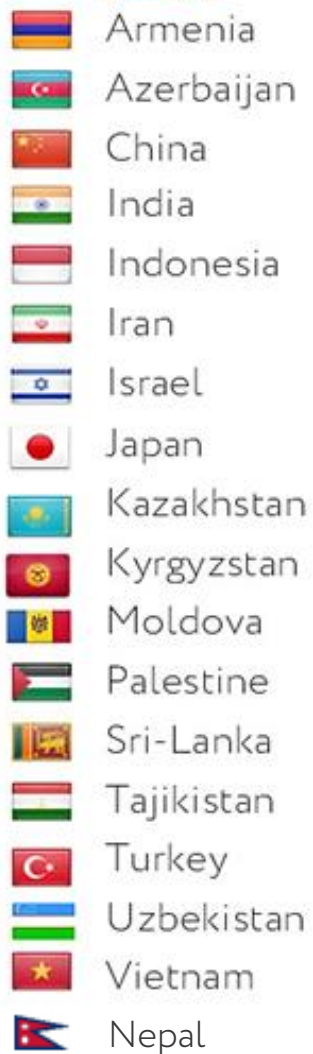 Armenia
Azerbaijan
China
India
Indonesia
Iran
Israel
Japan
Kazakhstan
Kyrgyzstan
Moldova
Palestine
Sri-Lanka
Tajikistan
Turkey
Uzbekistan
Vietnam
Nepal